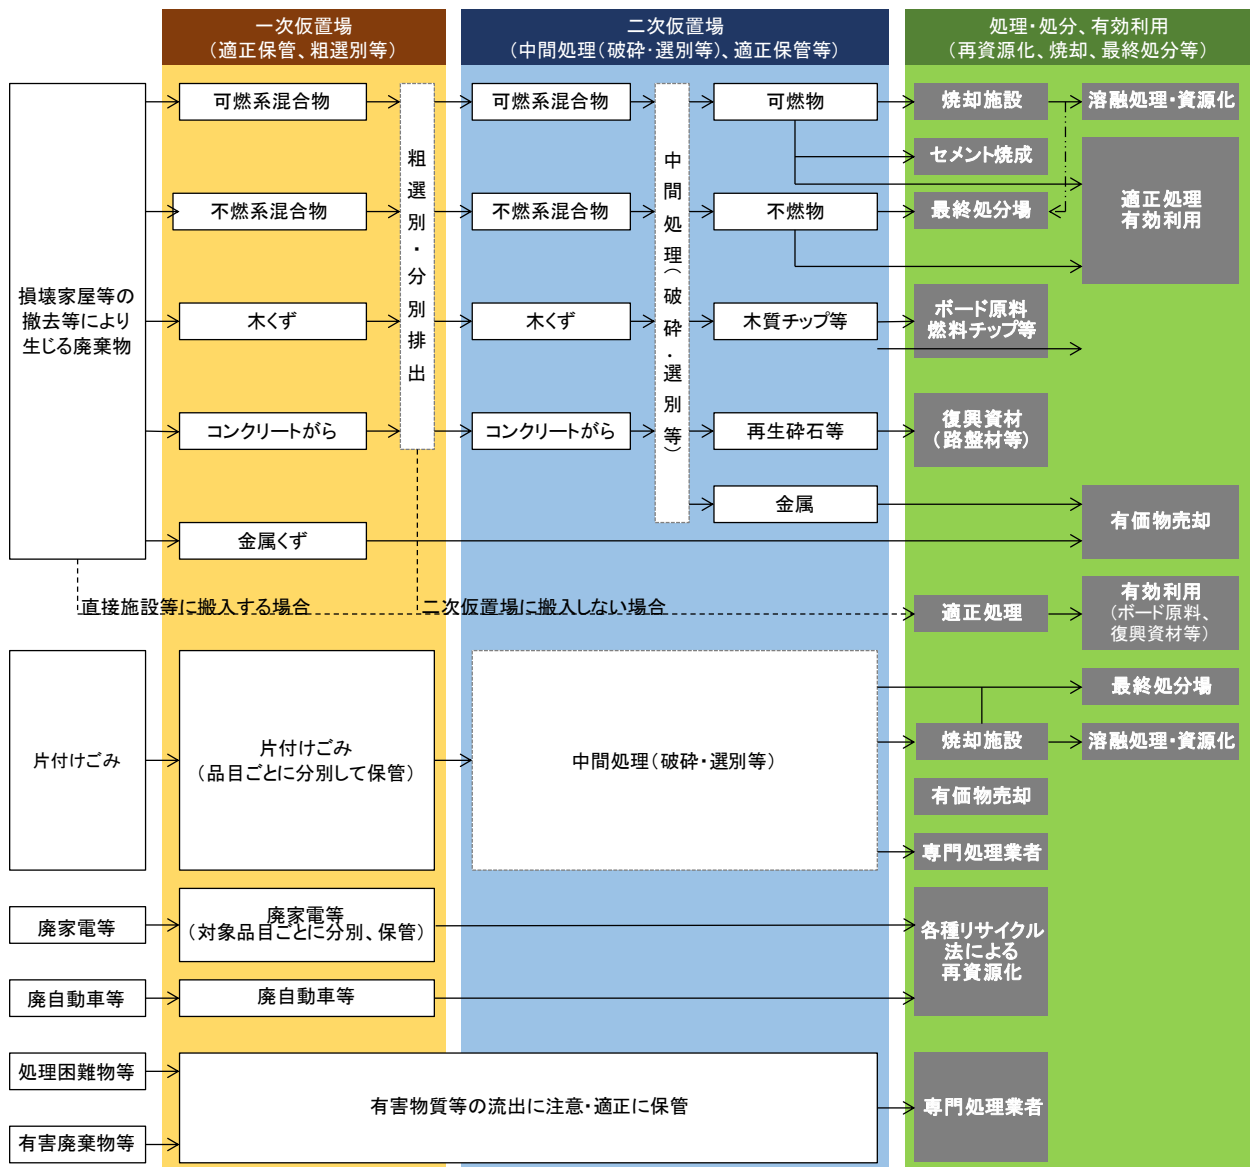 一次仮置場
（適正保管、粗選別等）
二次仮置場
（中間処理（破砕・選別等）、適正保管等）
処理・処分、有効利用
（再資源化、焼却、最終処分等）
損壊家屋等の
撤去等により
生じる廃棄物
可燃系混合物
不燃系混合物
木くず
コンクリートがら
金属くず
粗選別・分別排出
可燃系混合物
不燃系混合物
木くず
コンクリートがら
中間処理（破砕・選別等）
可燃物
不燃物
木質チップ等
再生砕石等
金属
焼却施設
溶融処理・資源化
セメント焼成
最終処分場
適正処理
有効利用
ボード原料
燃料チップ等
復興資材
（路盤材等）
有価物売却
直接施設等に搬入する場合
二次仮置場に搬入しない場合
適正処理
有効利用
（ボード原料、
復興資材等）
片付けごみ
片付けごみ
（品目ごとに分別して保管）
中間処理（破砕・選別等）
最終処分場
焼却施設
溶融処理・資源化
有価物売却
専門処理業者
廃家電等
廃家電等
（対象品目ごとに分別、保管）
各種リサイクル
法による
再資源化
廃自動車等
廃自動車等
処理困難物等
有害廃棄物等
有害物質等の流出に注意・適正に保管
専門処理業者